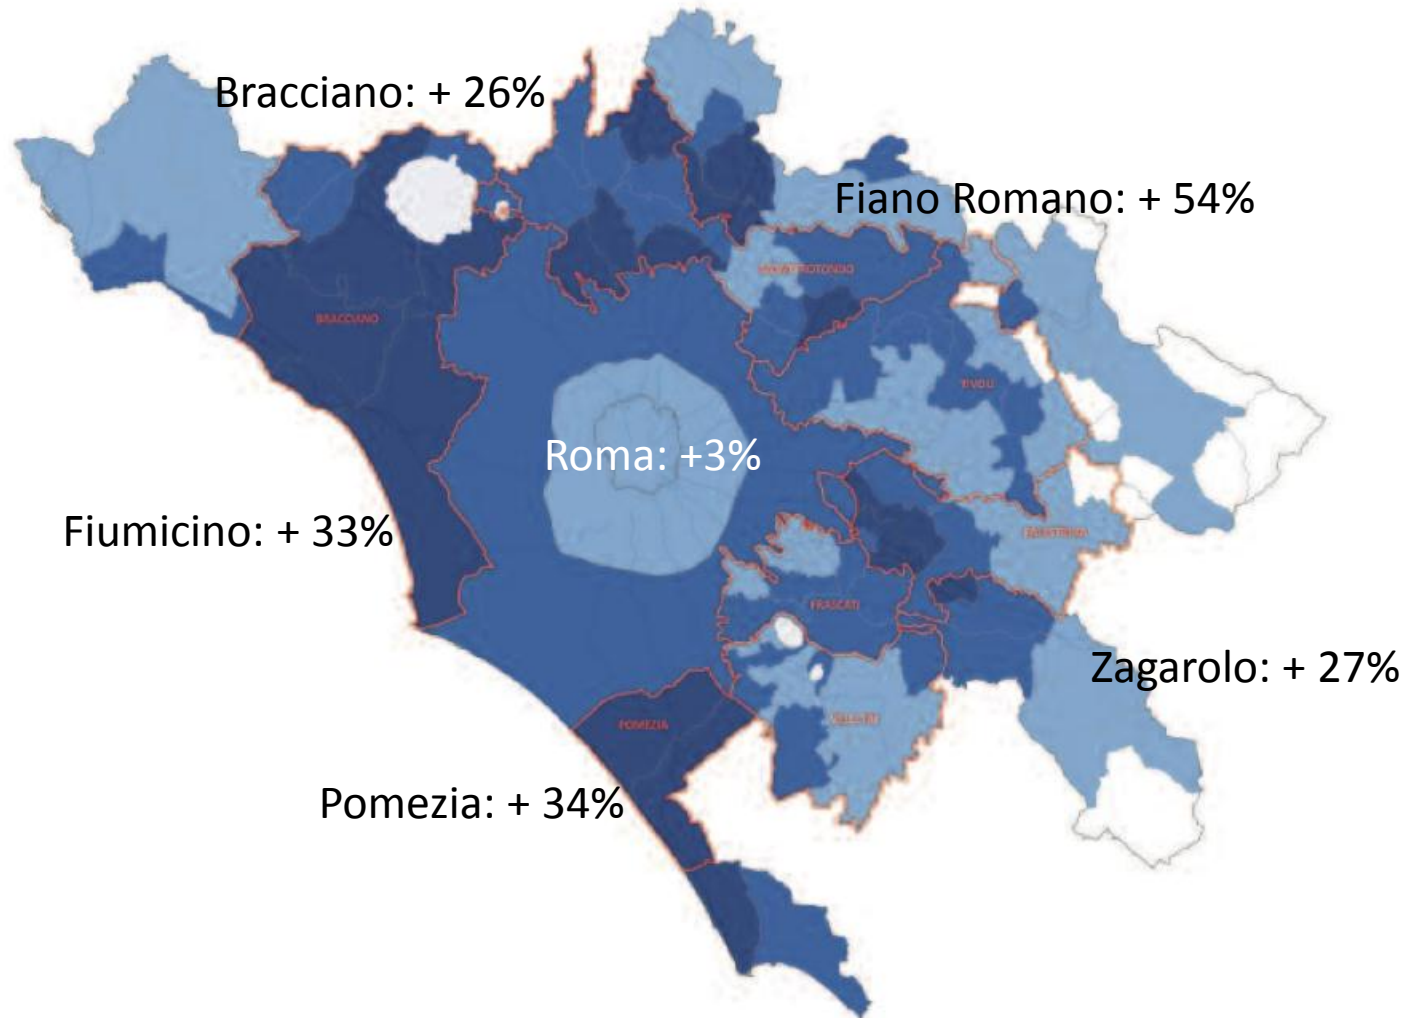 Bracciano: + 26%
Fiano Romano: + 54%
BRACCIANO
TIVOLI
Roma: +3%
Fiumicino: + 33%
FRASCATI
Zagarolo: + 27%
POMEZIA
Pomezia: + 34%